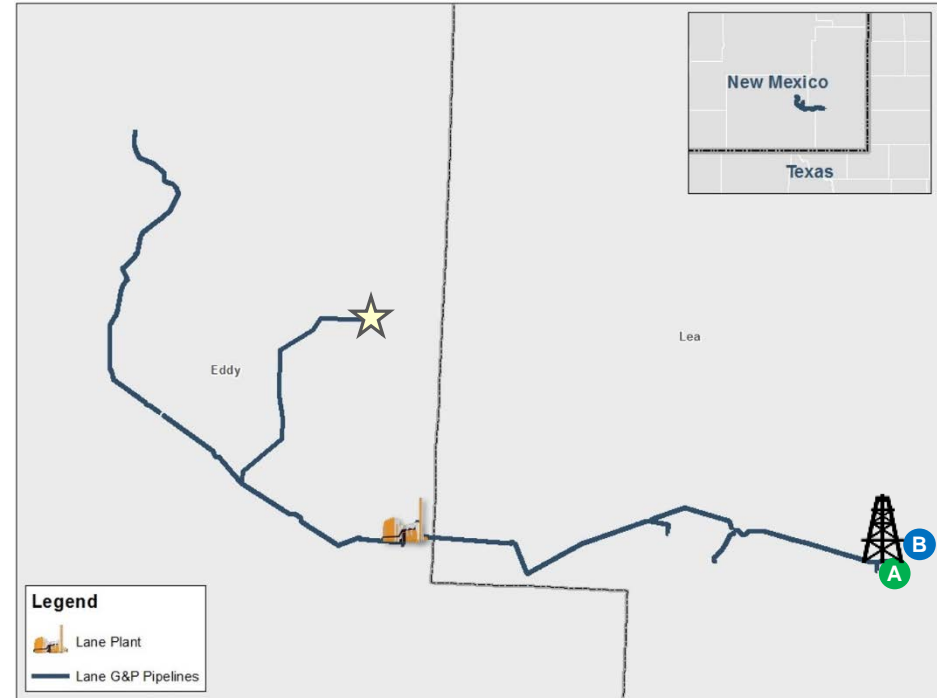 New Mexico
Texas
Lea
Eddy
B
A
Legend
Lane Plant
Lane G&P Pipelines